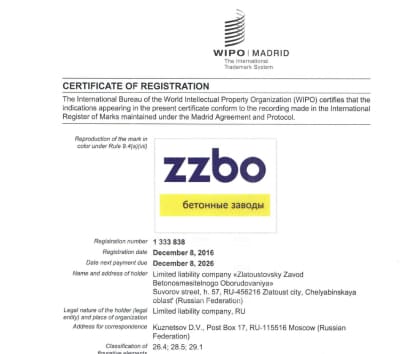 WIPO | MADRID
The International
Trademark System
CERTIFICATE OF REGISTRATION
The International Bureau of the World Intellectual Property Organization (WIPO) certifies that the
indications appearing in the present certificate conform to the recording made in the International
Register of Marks maintained under the Madrid Agreement and Protocol.
Reproduction of the mark in
color under Rule 9.4(a)(vii)
zzbo
бетонные заводы
Registration number 1 333 838
Registration date December 8, 2016
Date next payment due December 8, 2026
Name and address of holder Limited liability company «Zlatoustovsky Zavod
Betonosmesitelnogo Oborudovaniya»
Suvorov street, h. 57, RU-456216 Zlatoust city, Chelyabinskaya
oblast' (Russian Federation)
Legal nature of the holder (legal
entity) and place of organization Limited liability company, RU
Address for correspondence Kuznetsov D.V., Post Box 17, RU-115516 Moscow (Russian
Federation)
Classification of
figurative elements 26.4; 28.5; 29.1